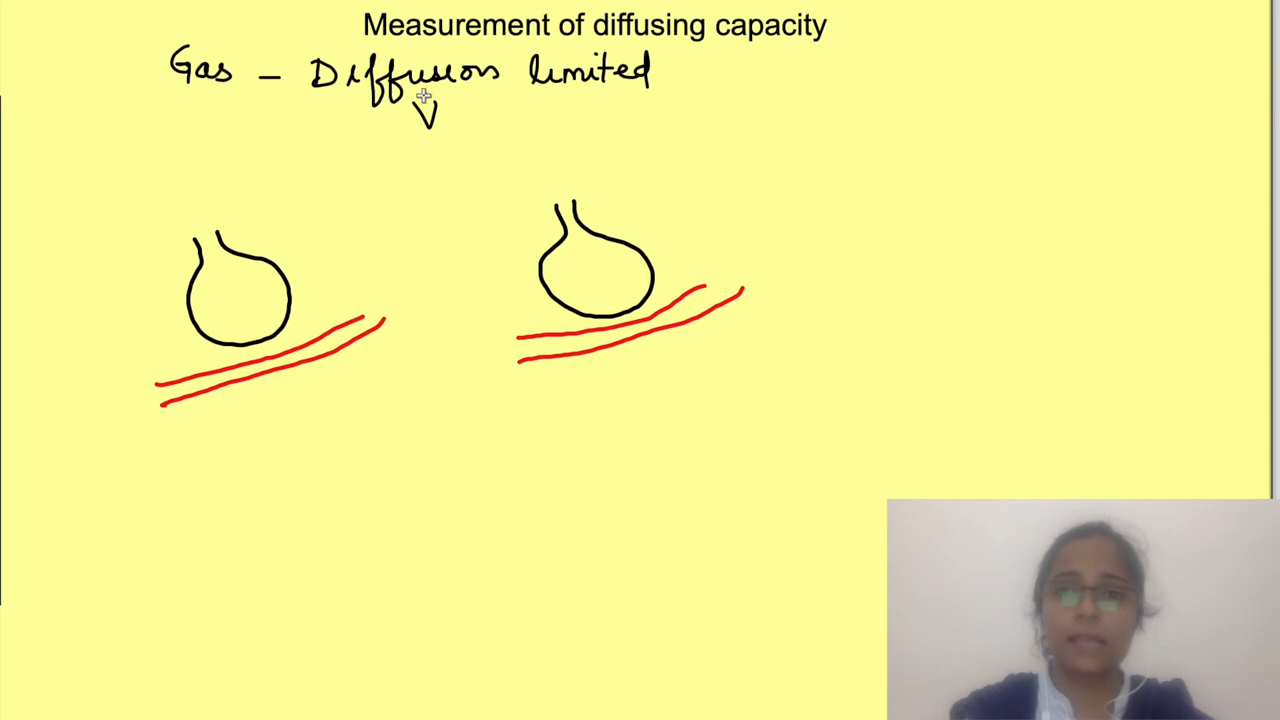 Measurement of diffusing capacity
Gas - Diffusion limited
V